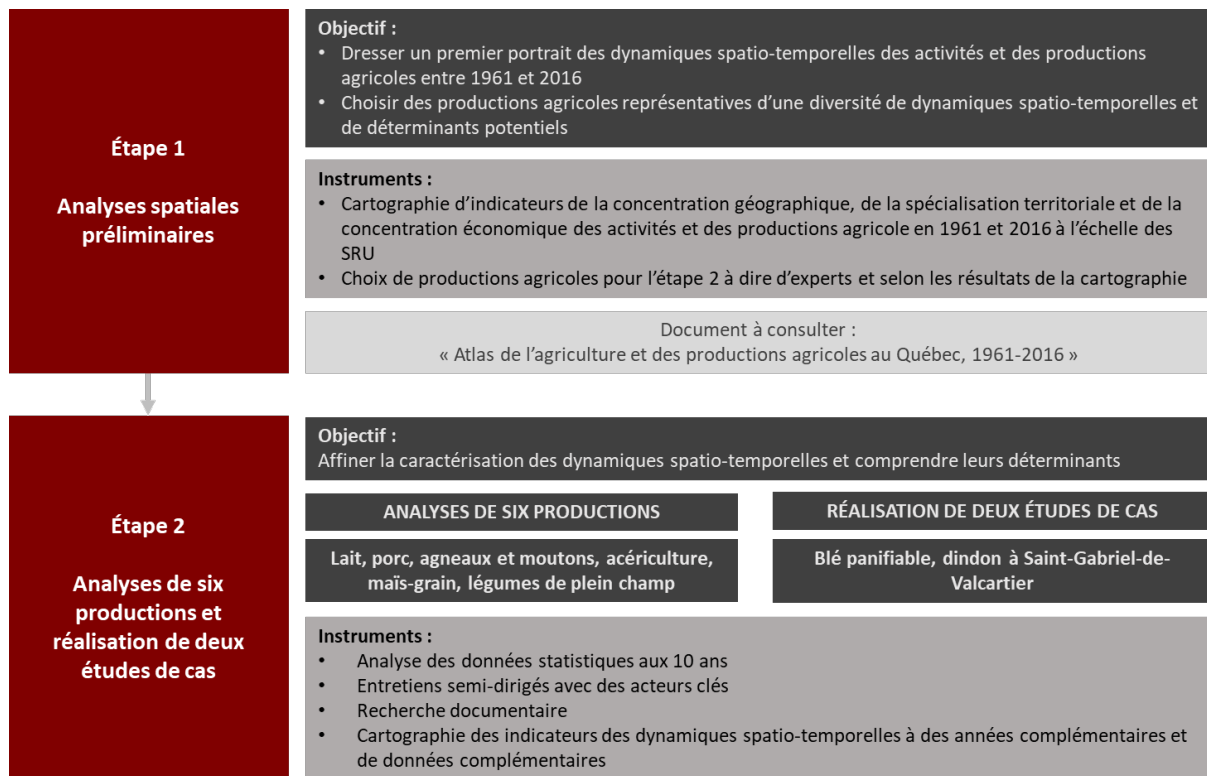 Étape 1
Analyses spatiales
préliminaires
Objectif :
• Dresser un premier portrait des dynamiques spatio-temporelles des activités et des productions
agricoles entre 1961 et 2016
• Choisir des productions agricoles représentatives d’une diversité de dynamiques spatio-temporelles et
de déterminants potentiels
Instruments :
• Cartographie d’indicateurs de la concentration géographique, de la spécialisation territoriale et de la
concentration économique des activités et des productions agricole en 1961 et 2016 à l’échelle des
SRU
• Choix de productions agricoles pour l’étape 2 à dire d’experts et selon les résultats de la cartographie
Document à consulter :
« Atlas de l’agriculture et des productions agricoles au Québec, 1961-2016 »
Étape 2
Analyses de six
productions et
réalisation de deux
études de cas
Objectif :
Affiner la caractérisation des dynamiques spatio-temporelles et comprendre leurs déterminants
ANALYSES DE SIX PRODUCTIONS
Lait, porc, agneaux et moutons, acériculture,
maïs-grain, légumes de plein champ
RÉALISATION DE DEUX ÉTUDES DE CAS
Blé panifiable, dindon à Saint-Gabriel-de-
Valcartier
Instruments :
• Analyse des données statistiques aux 10 ans
• Entretiens semi-dirigés avec des acteurs clés
• Recherche documentaire
• Cartographie des indicateurs des dynamiques spatio-temporelles à des années complémentaires et
de données complémentaires